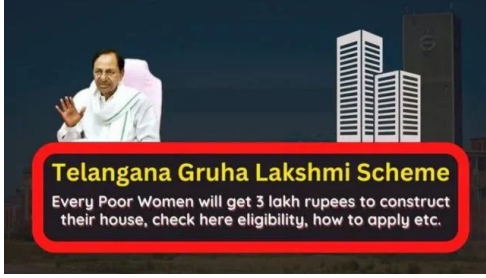 Telangana Gruha Lakshmi Scheme
Every Poor Women will get 3 lakh rupees to construct
their house, check here eligibility, how to apply etc.